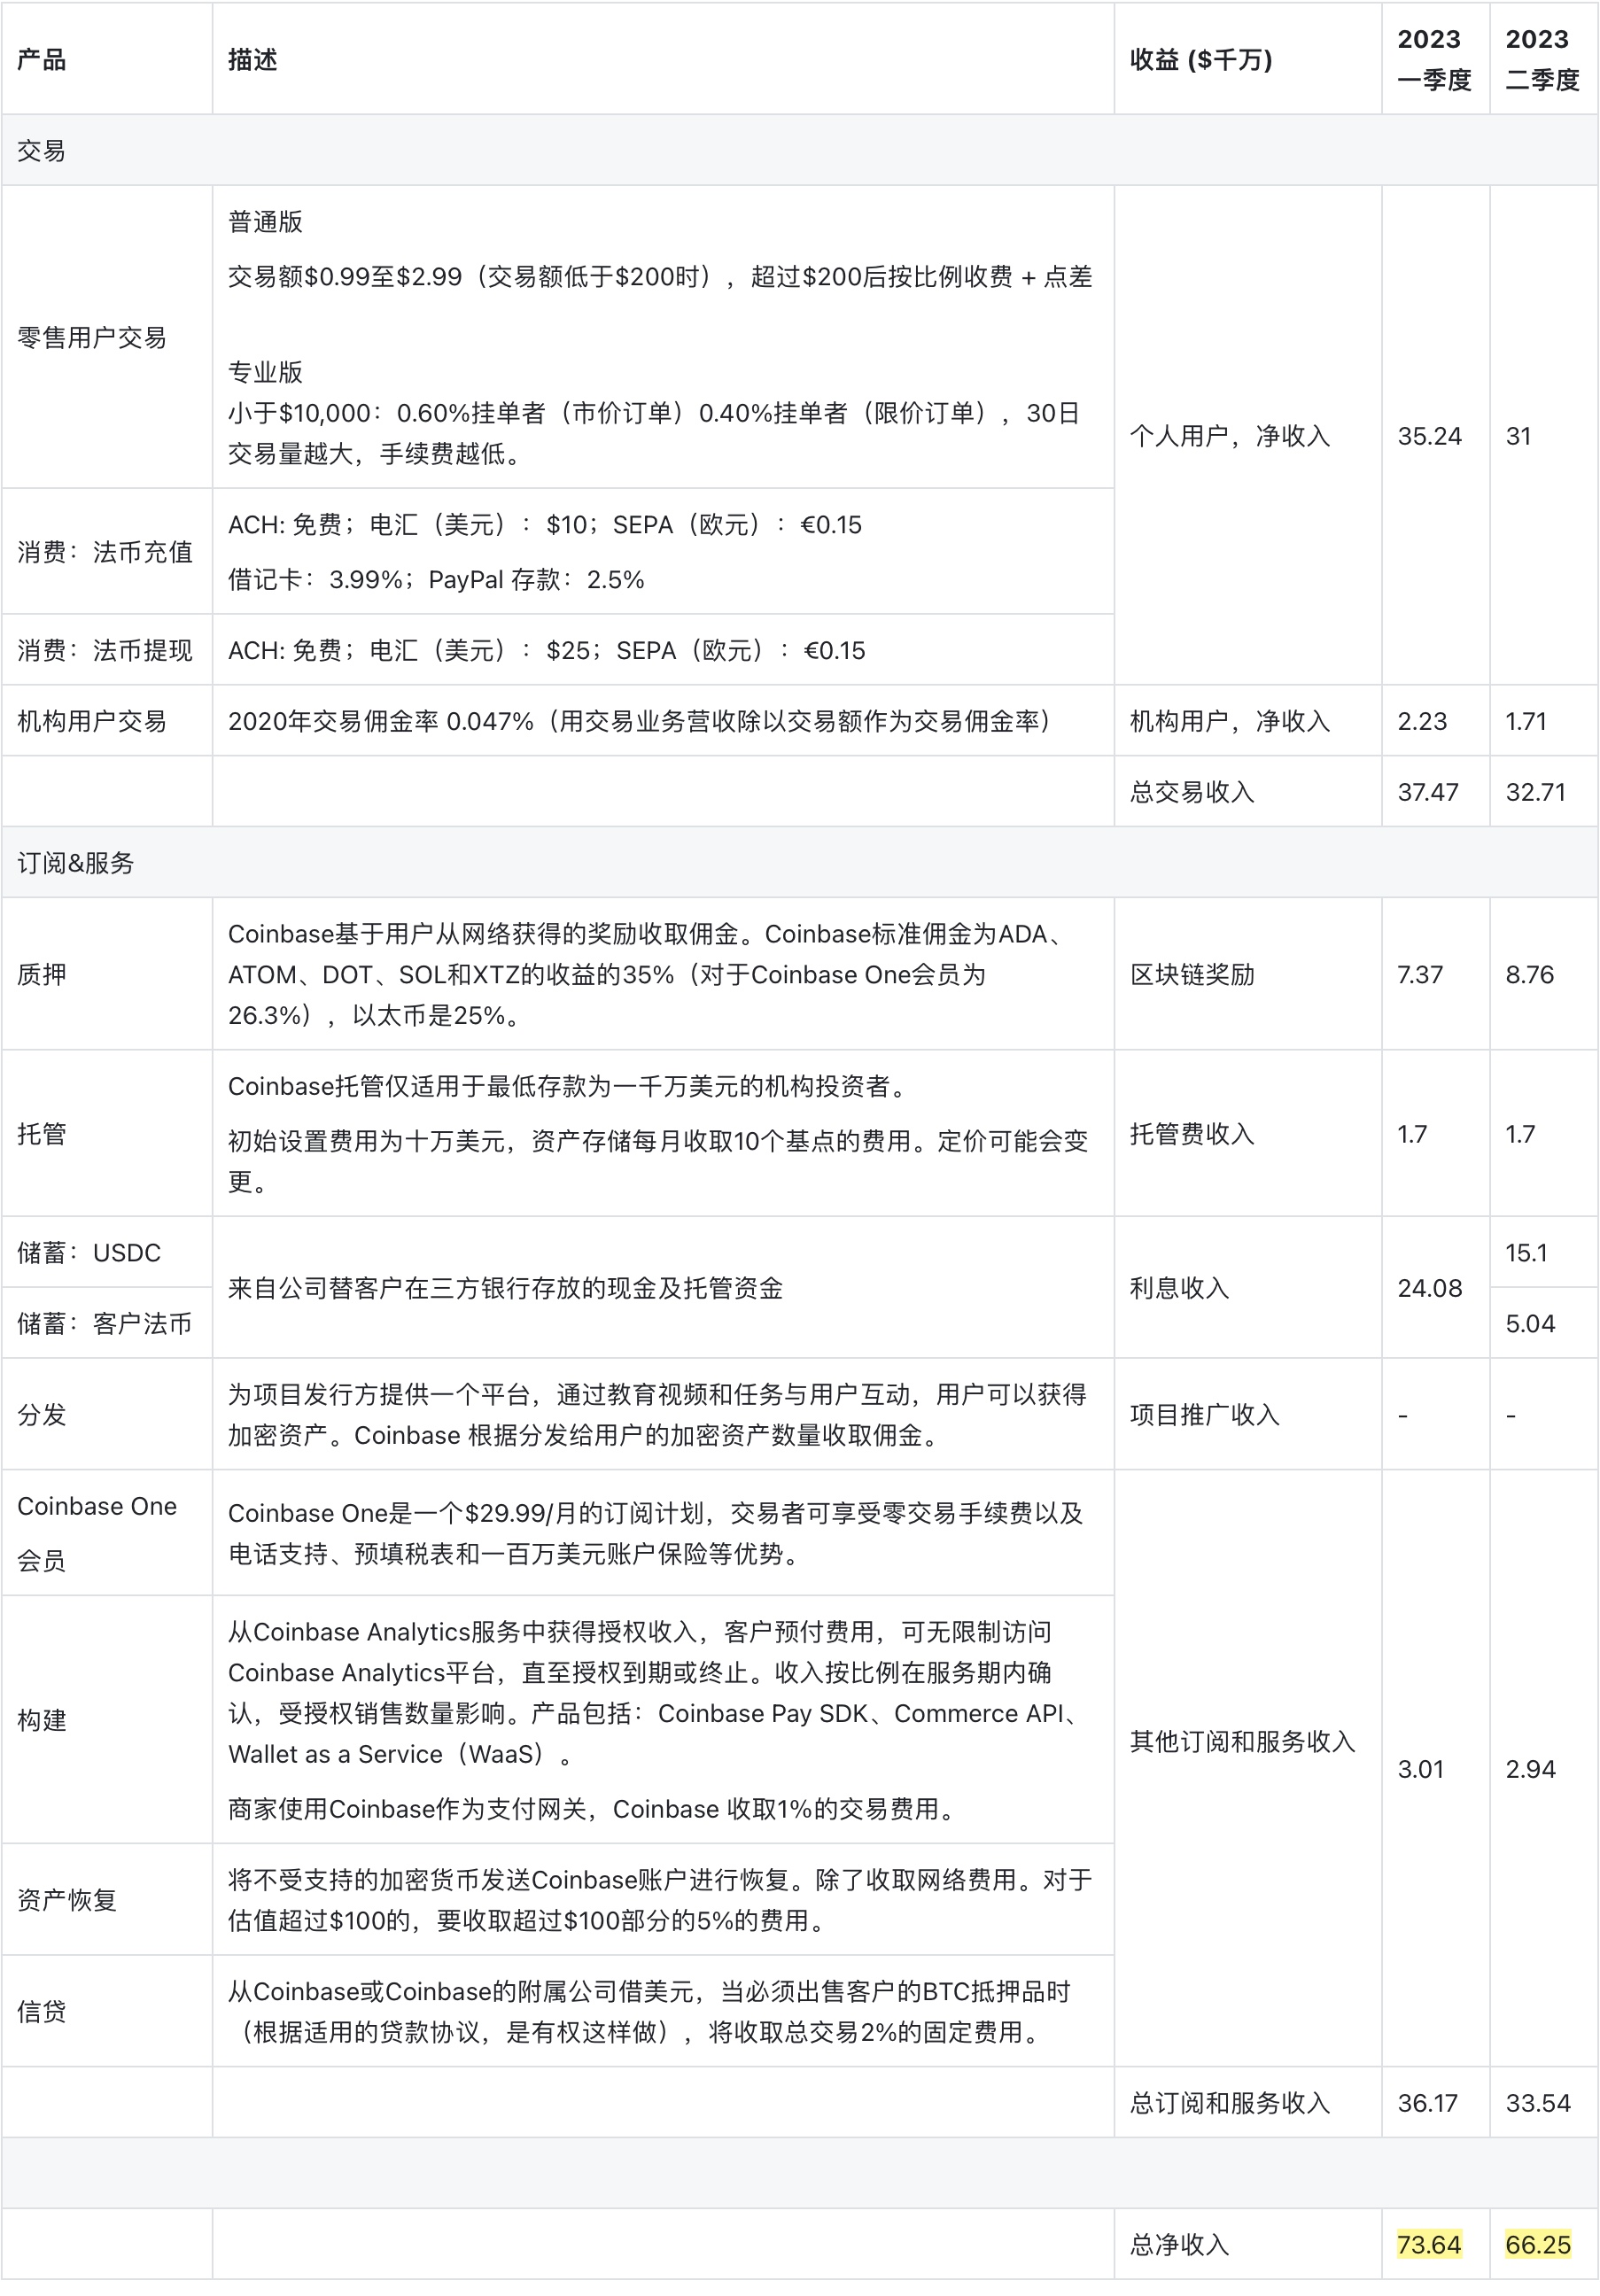 产品
描述
收益 ($千万)
2023
一季度
2023
二季度
交易
零售用户交易
普通版
交易额$0.99至$2.99（交易额低于$200时），超过$200后按比例收费 + 点差
专业版
小于$10,000：0.60%挂单者（市价订单）0.40%挂单者（限价订单），30日
交易量越大，手续费越低。
个人用户，净收入
35.24
31
消费：法币充值
ACH: 免费；电汇（美元）：$10；SEPA（欧元）：€0.15
借记卡：3.99%；PayPal 存款：2.5%
消费：法币提现
ACH: 免费；电汇（美元）：$25；SEPA（欧元）：€0.15
机构用户交易
2020年交易佣金率 0.047%（用交易业务营收除以交易额作为交易佣金率）
机构用户，净收入
2.23
1.71
总交易收入
37.47
32.71
订阅&服务
质押
Coinbase基于用户从网络获得的奖励收取佣金。Coinbase标准佣金为ADA、
ATOM、DOT、SOL和XTZ的收益的35%（对于Coinbase One会员为
26.3%），以太币是25%。
区块链奖励
7.37
8.76
托管
Coinbase托管仅适用于最低存款为一千万美元的机构投资者。
初始设置费用为十万美元，资产存储每月收取10个基点的费用。定价可能会变
更。
托管费收入
1.7
1.7
储蓄：USDC
来自公司替客户在三方银行存放的现金及托管资金
利息收入
24.08
15.1
储蓄：客户法币
5.04
分发
为项目发行方提供一个平台，通过教育视频和任务与用户互动，用户可以获得
加密资产。Coinbase 根据分发给用户的加密资产数量收取佣金。
项目推广收入
-
-
Coinbase One
会员
Coinbase One是一个$29.99/月的订阅计划，交易者可享受零交易手续费以及
电话支持、预填税表和一百万美元账户保险等优势。
构建
从Coinbase Analytics服务中获得授权收入，客户预付费用，可无限制访问
Coinbase Analytics平台，直至授权到期或终止。收入按比例在服务期内确
认，受授权销售数量影响。产品包括：Coinbase Pay SDK、Commerce API、
Wallet as a Service（WaaS）。
商家使用Coinbase作为支付网关，Coinbase 收取1%的交易费用。
其他订阅和服务收入
3.01
2.94
资产恢复
将不受支持的加密货币发送Coinbase账户进行恢复。除了收取网络费用。对于
估值超过$100的，要收取超过$100部分的5%的费用。
信贷
从Coinbase或Coinbase的附属公司借美元，当必须出售客户的BTC抵押品时
（根据适用的贷款协议，是有权这样做），将收取总交易2%的固定费用。
总订阅和服务收入
36.17
33.54
总净收入
73.64
66.25